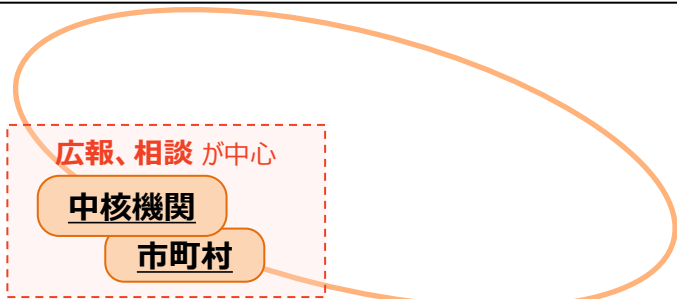 広報、相談 が中心
中核機関
市町村